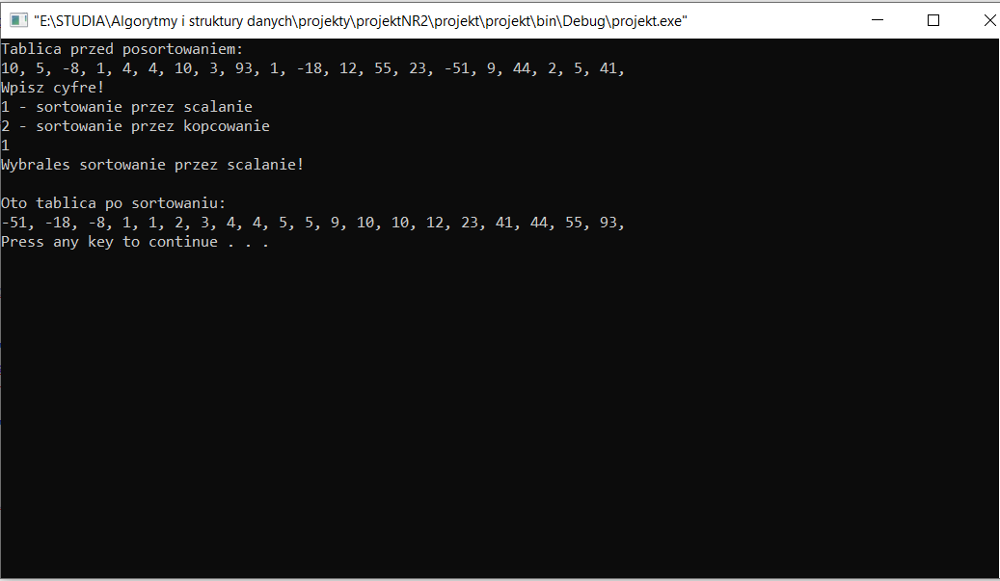 "E:\STUDIA\Algorytmy i struktury danych\projekty\projektNR2\projekt\projekt\bin\Debug\projekt.exe"
Tablica przed posortowaniem:
10, 5, -8, 1, 4, 4, 10, 3, 93, 1, -18, 12, 55, 23, -51, 9, 44, 2, 5, 41,
Wpisz cyfre!
1 - sortowanie przez scalanie
2 - sortowanie przez kopcowanie
1
Wybrales sortowanie przez scalanie!
Oto tablica po sortowaniu:
-51, -18, -8, 1, 1, 2, 3, 4, 4, 5, 5, 9, 10, 10, 12, 23, 41, 44, 55, 93,
Press any key to continue . . .